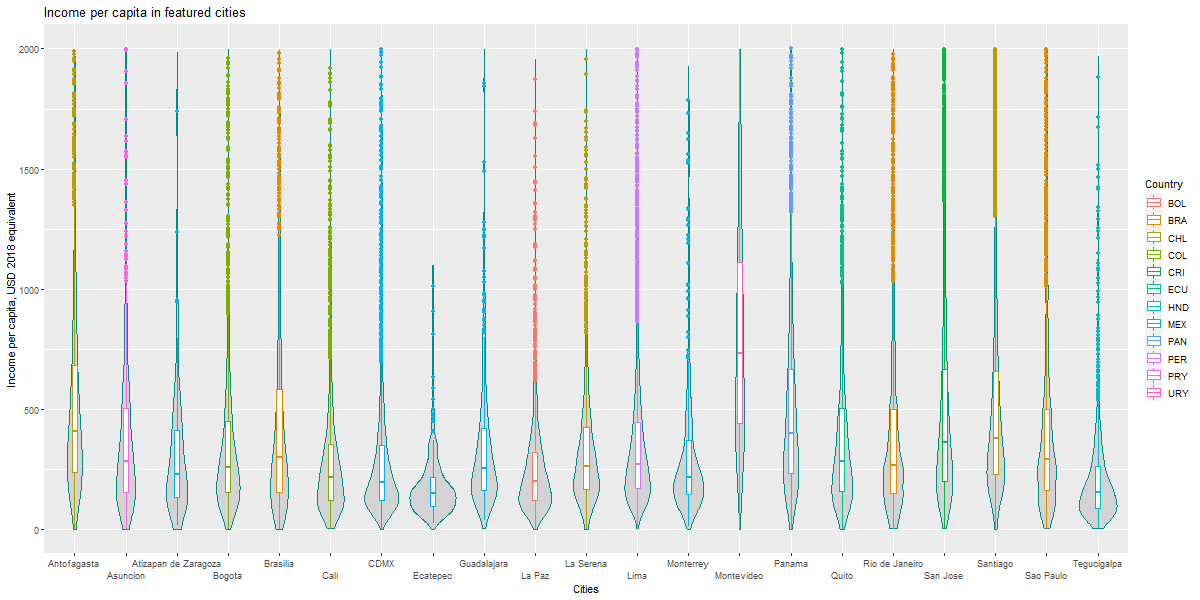 Income per capita in featured cities
Income per capita, USD 2018 equivalent
2000
1500
1000
500
0
Antofagasta
Asuncion
Atizapan de Zaragoza
Bogota
Brasilia
Cali
CDMX
Ecatepec
Guadalajara
La Paz
La Serena
Lima
Monterrey
Montevideo
Panama
Quito
Rio de Janeiro
San Jose
Santiago
Sao Paulo
Tegucigalpa
Cities
Country
BOL
BRA
CHL
COL
CRI
ECU
HND
MEX
PAN
PER
PRY
URY